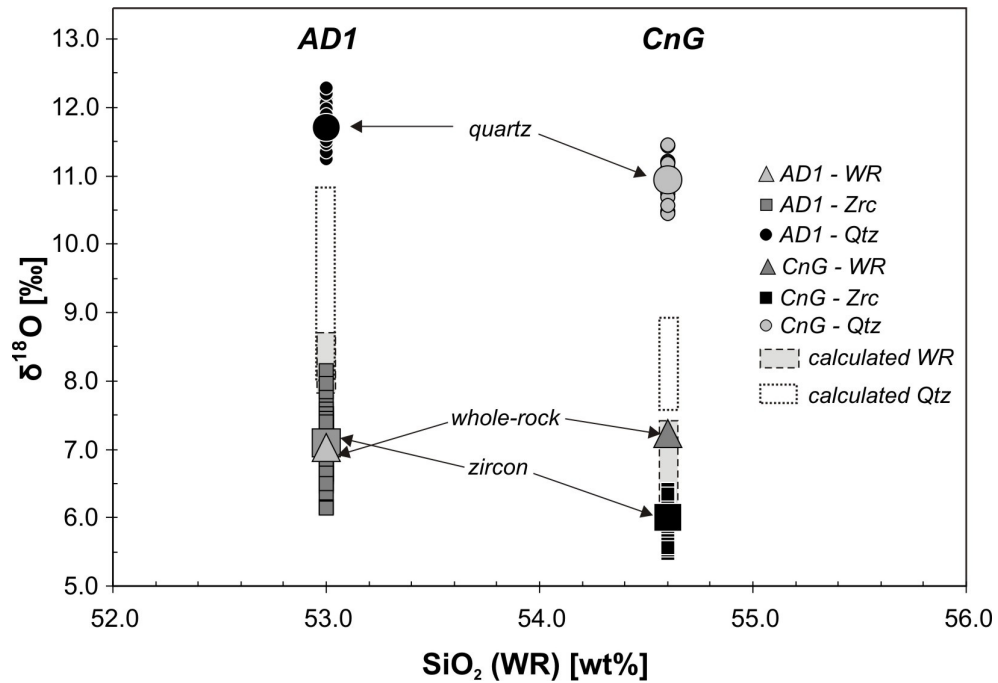 AD1
CnG
13.0
12.0
11.0
10.0
9.0
8.0
7.0
6.0
5.0
δ¹⁸O [‰]
quartz
whole-rock
zircon
AD1 - WR
AD1 - Zrc
AD1 - Qtz
CnG - WR
CnG - Zrc
CnG - Qtz
calculated WR
calculated Qtz
52.0 53.0 54.0 55.0 56.0
SiO₂ (WR) [wt%]